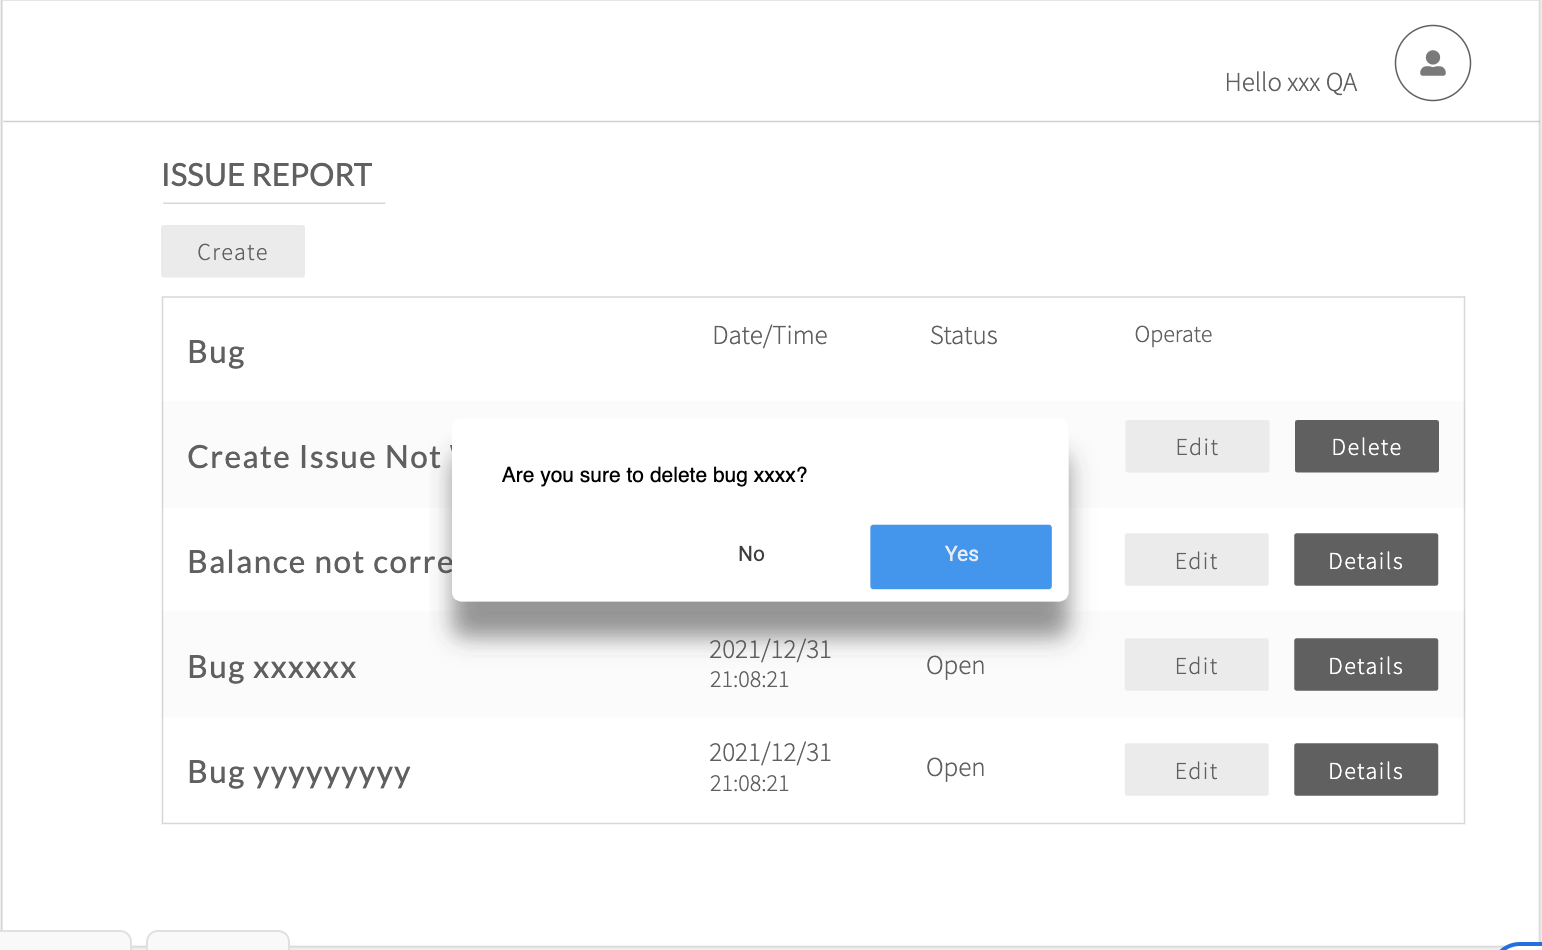 Hello xxx QA
ISSUE REPORT
Create
Bug Date/Time Status Operate
Create Issue Not Edit Delete
Are you sure to delete bug xxxx?
No Yes
Balance not corre Edit Details
Bug xxxxxx 2021/12/31 21:08:21 Open Edit Details
Bug yyyyyyyyy 2021/12/31 21:08:21 Open Edit Details